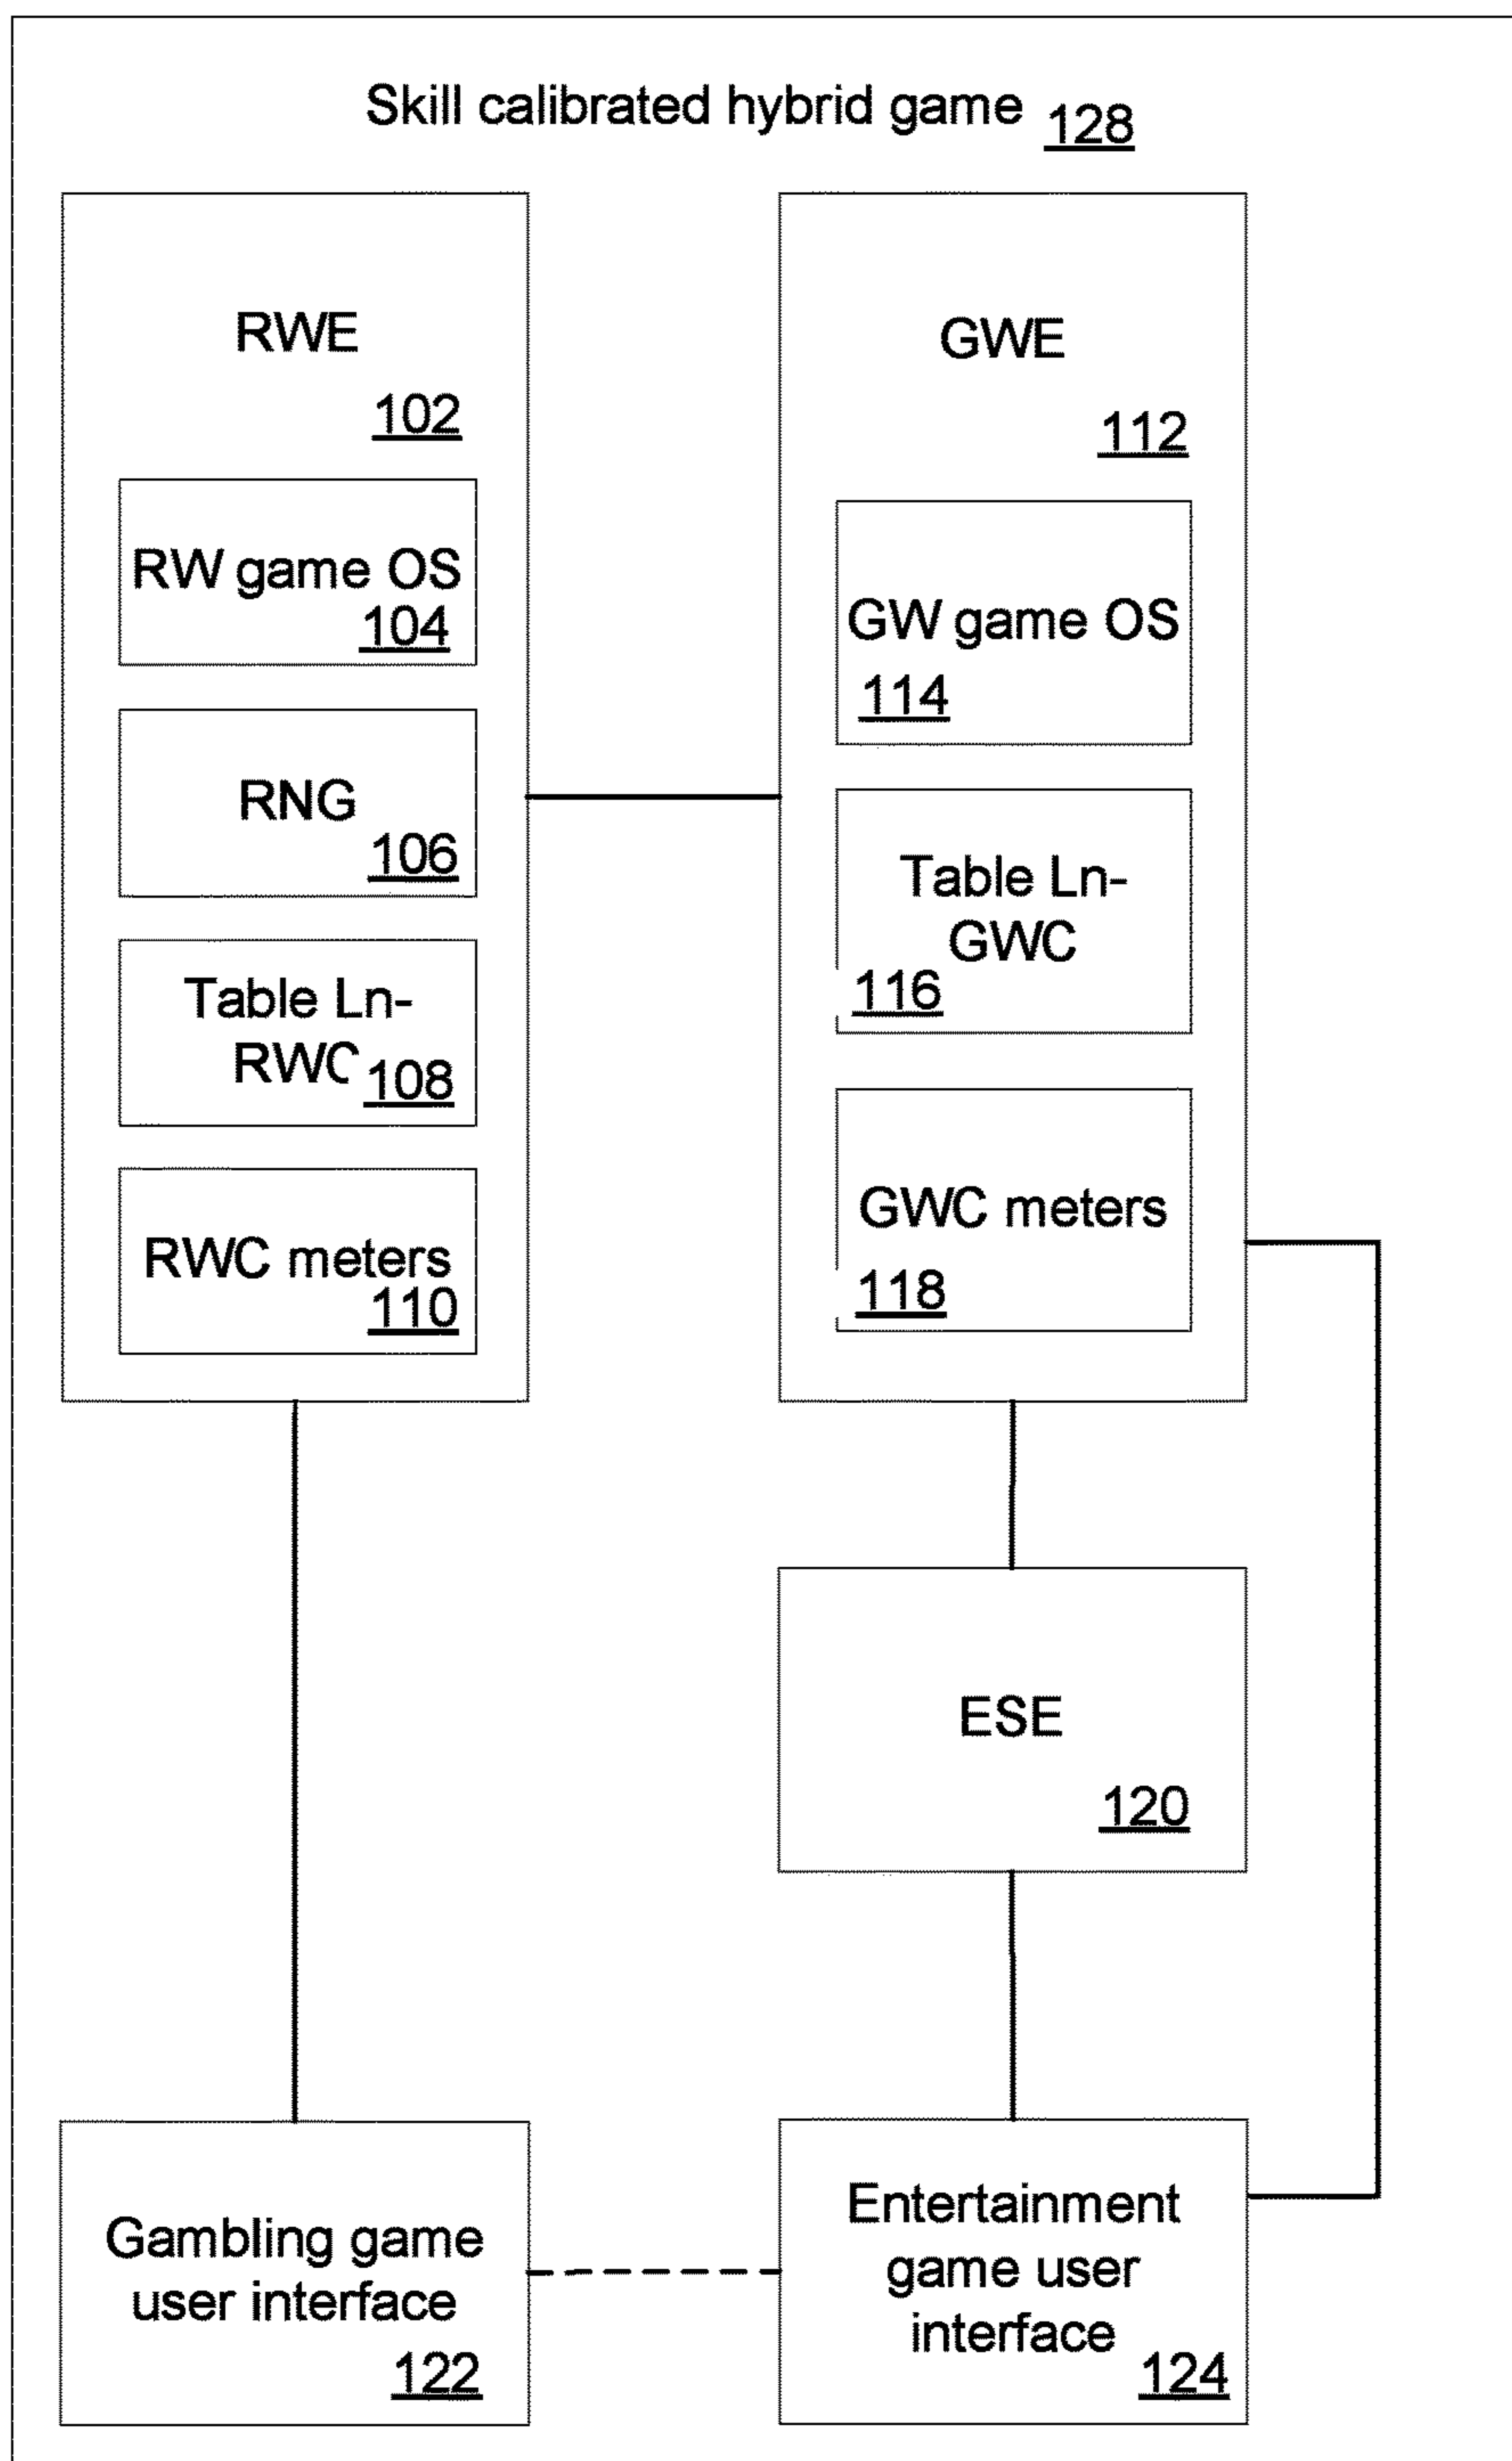 Skill calibrated hybrid game 128
RWE
102
RW game OS
104
RNG
106
Table Ln-
RWC 108
RWC meters
110
GWE
112
GW game OS
114
Table Ln-
GWC
116
GWC meters
118
ESE
120
Gambling game
user interface
122
Entertainment
game user
interface
124